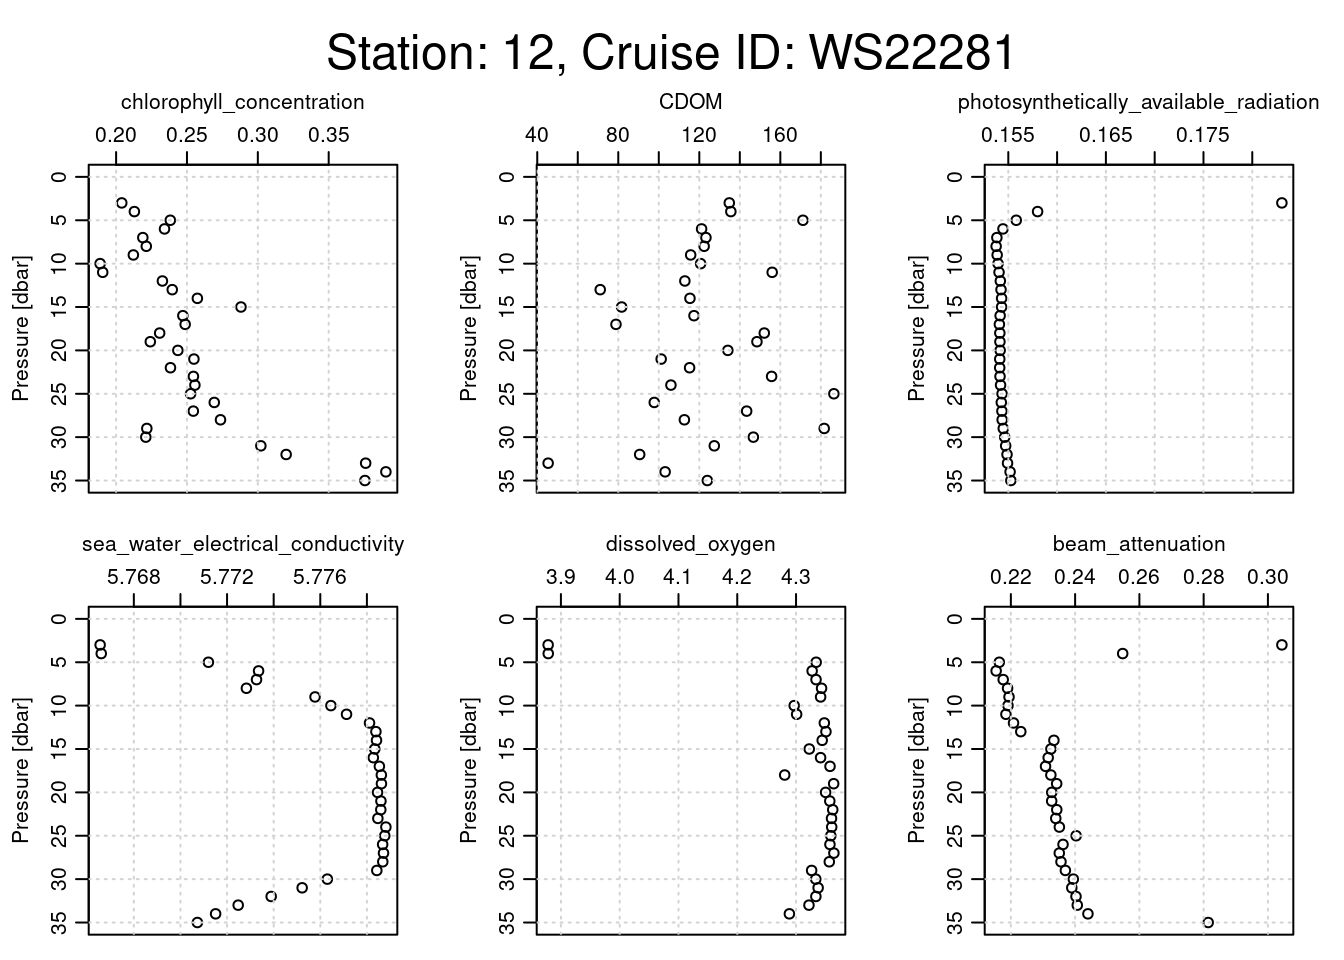 Station: 12, Cruise ID: WS22281
chlorophyll_concentration
0.20 0.25 0.30 0.35
Pressure [dbar]
0 5 10 15 20 25 30 35
CDOM
40 80 120 160
Pressure [dbar]
0 5 10 15 20 25 30 35
photosynthetically_available_radiation
0.155 0.165 0.175
Pressure [dbar]
0 5 10 15 20 25 30 35
sea_water_electrical_conductivity
5.768 5.772 5.776
Pressure [dbar]
0 5 10 15 20 25 30 35
dissolved_oxygen
3.9 4.0 4.1 4.2 4.3
Pressure [dbar]
0 5 10 15 20 25 30 35
beam_attenuation
0.22 0.24 0.26 0.28 0.30
Pressure [dbar]
0 5 10 15 20 25 30 35